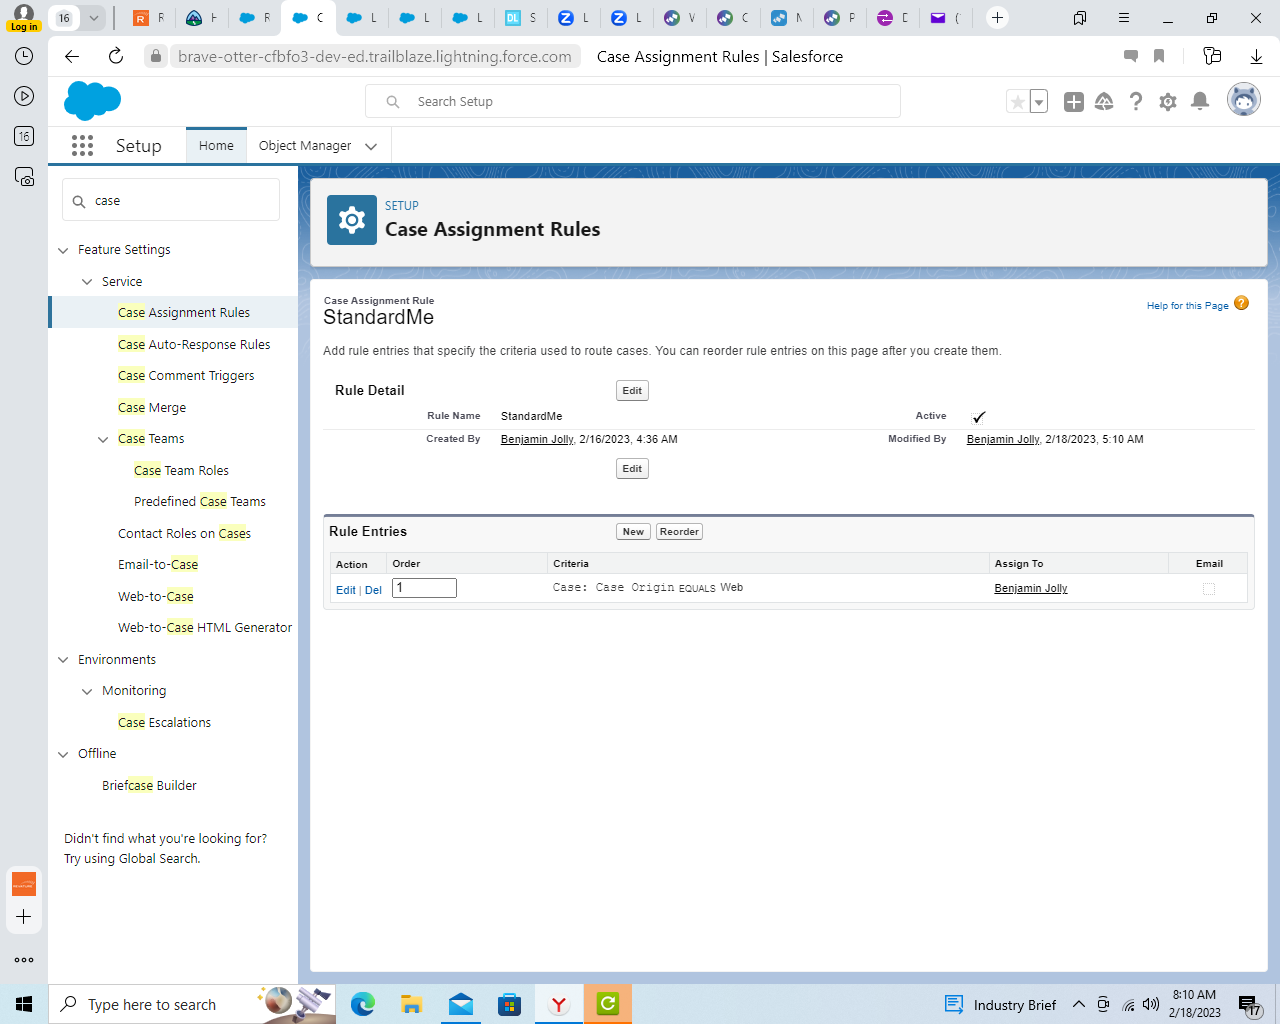 Log in
16
R
H
R
C
L
L
L
S
L
L
V
C
N
P
D
(
brave-otter-cfbfo3-dev-ed.trailblaze.lightning.force.com
Case Assignment Rules | Salesforce
Search Setup
16
Setup
Home
Object Manager
case
Feature Settings
Service
Case Assignment Rules
Case Auto-Response Rules
Case Comment Triggers
Case Merge
Case Teams
Case Team Roles
Predefined Case Teams
Contact Roles on Cases
Email-to-Case
Web-to-Case
Web-to-Case HTML Generator
Environments
Monitoring
Case Escalations
Offline
Briefcase Builder
Didn't find what you're looking for?
Try using Global Search.
SETUP
Case Assignment Rules
Case Assignment Rule
StandardMe
Help for this Page
Add rule entries that specify the criteria used to route cases. You can reorder rule entries on this page after you create them.
Rule Detail
Edit
Rule Name StandardMe Active
Created By Benjamin Jolly, 2/16/2023, 4:36 AM Modified By Benjamin Jolly, 2/18/2023, 5:10 AM
Edit
Rule Entries
New Reorder
Action Order Criteria Assign To Email
Edit | Del 1 Case: Case Origin EQUALS Web Benjamin Jolly
Type here to search
Industry Brief
8:10 AM
2/18/2023
17